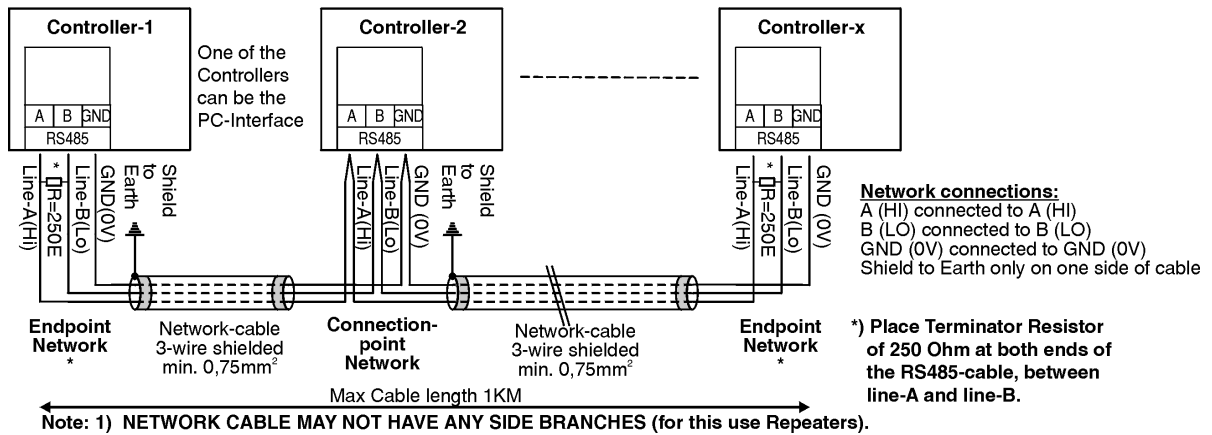 Controller-1
A B GND
RS485
One of the
Controllers
can be the
PC-Interface
Controller-2
A B GND
RS485
Controller-x
A B GND
RS485
Line-A(Hi)
* R=250E
Line-B(Lo)
GND(0V)
Shield
to
Earth
Line-A(Hi)
Line-B(Lo)
GND (0V)
Shield
to
Earth
Line-A(Hi)
* R=250E
Line-B(Lo)
GND (0V)
Network connections:
A (HI) connected to A (HI)
B (LO) connected to B (LO)
GND (0V) connected to GND (0V)
Shield to Earth only on one side of cable
Endpoint
Network
*
Network-cable
3-wire shielded
min. 0,75mm²
Connection-
point
Network
Network-cable
3-wire shielded
min. 0,75mm²
Endpoint
Network
*
*) Place Terminator Resistor
of 250 Ohm at both ends of
the RS485-cable, between
line-A and line-B.
Max Cable length 1KM
Note: 1) NETWORK CABLE MAY NOT HAVE ANY SIDE BRANCHES (for this use Repeaters).